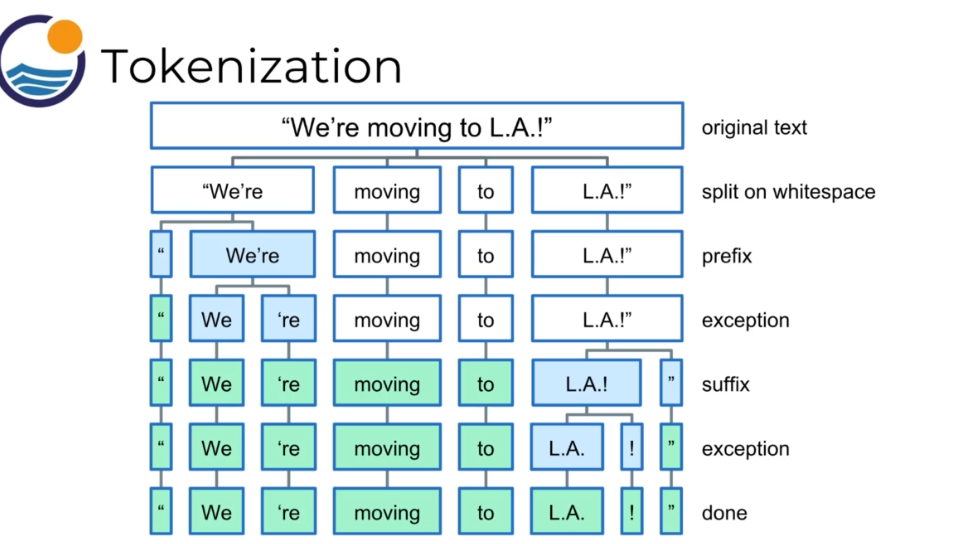 Tokenization
“We’re moving to L.A.!” original text
“We’re moving to L.A.!” split on whitespace
“ We’re moving to L.A.!” prefix
“ We ‘re moving to L.A.!” exception
“ We ‘re moving to L.A.! ” suffix
“ We ‘re moving to L.A. ! ” exception
“ We ‘re moving to L.A. ! ” done